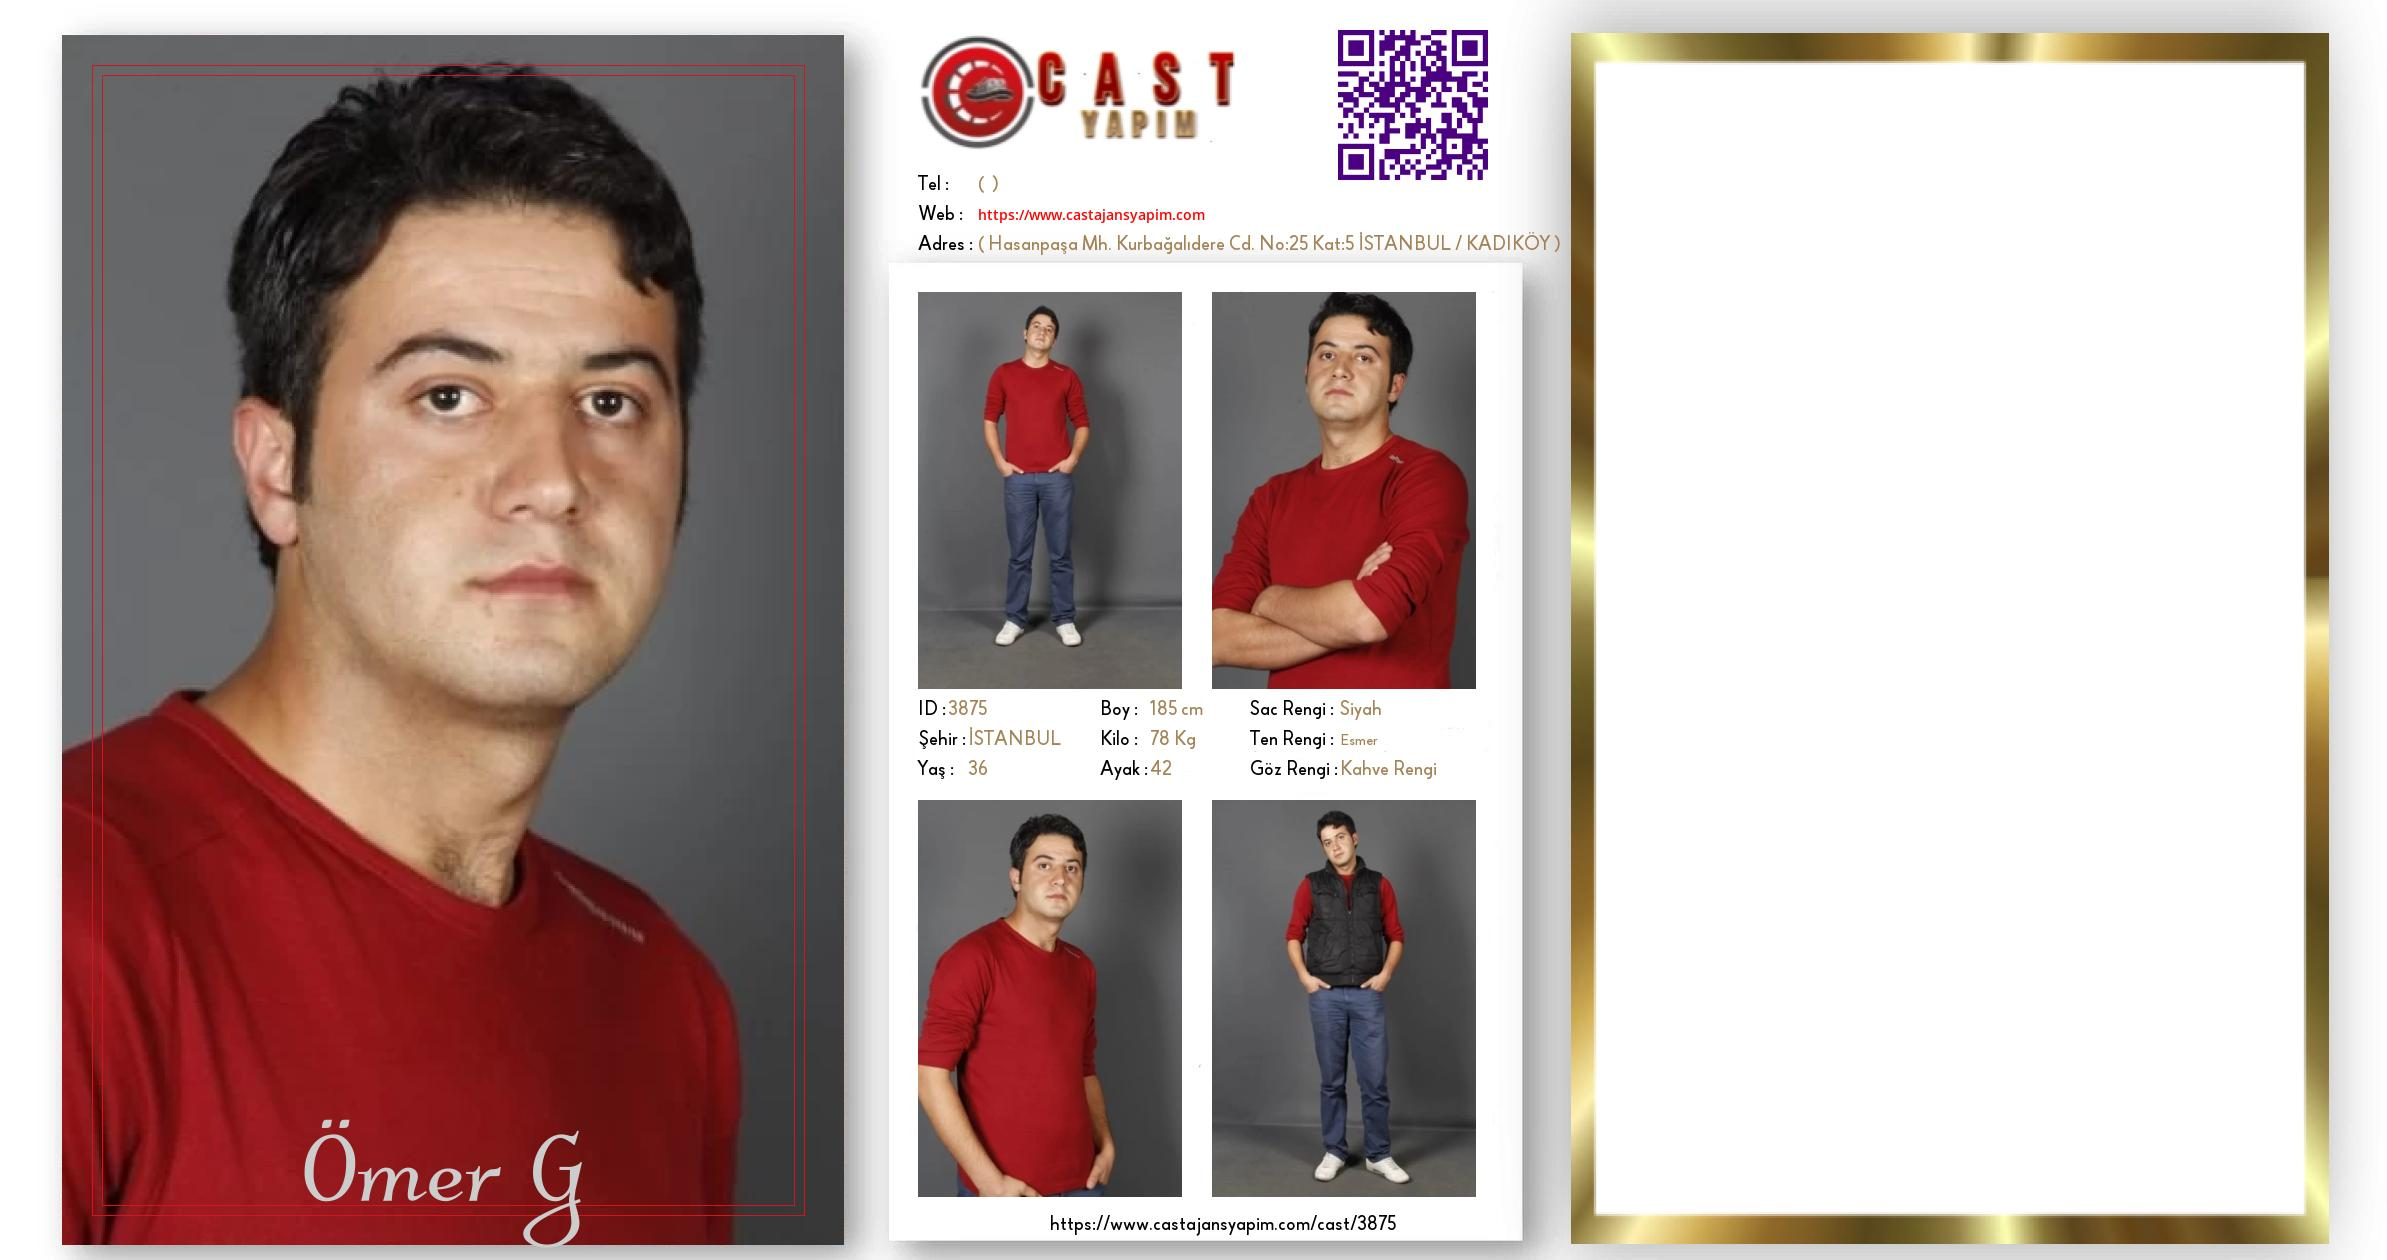 Ömer G
CAST
YAPIM
Tel : ( )
Web : https://www.castajansyapim.com
Adres : ( Hasanpaşa Mh. Kurbağalıdere Cd. No:25 Kat:5 İSTANBUL / KADIKÖY )
ID : 3875 Boy : 185 cm Sac Rengi : Siyah
Şehir : İSTANBUL Kilo : 78 Kg Ten Rengi : Esmer
Yaş : 36 Ayak : 42 Göz Rengi : Kahve Rengi
https://www.castajansyapim.com/cast/3875